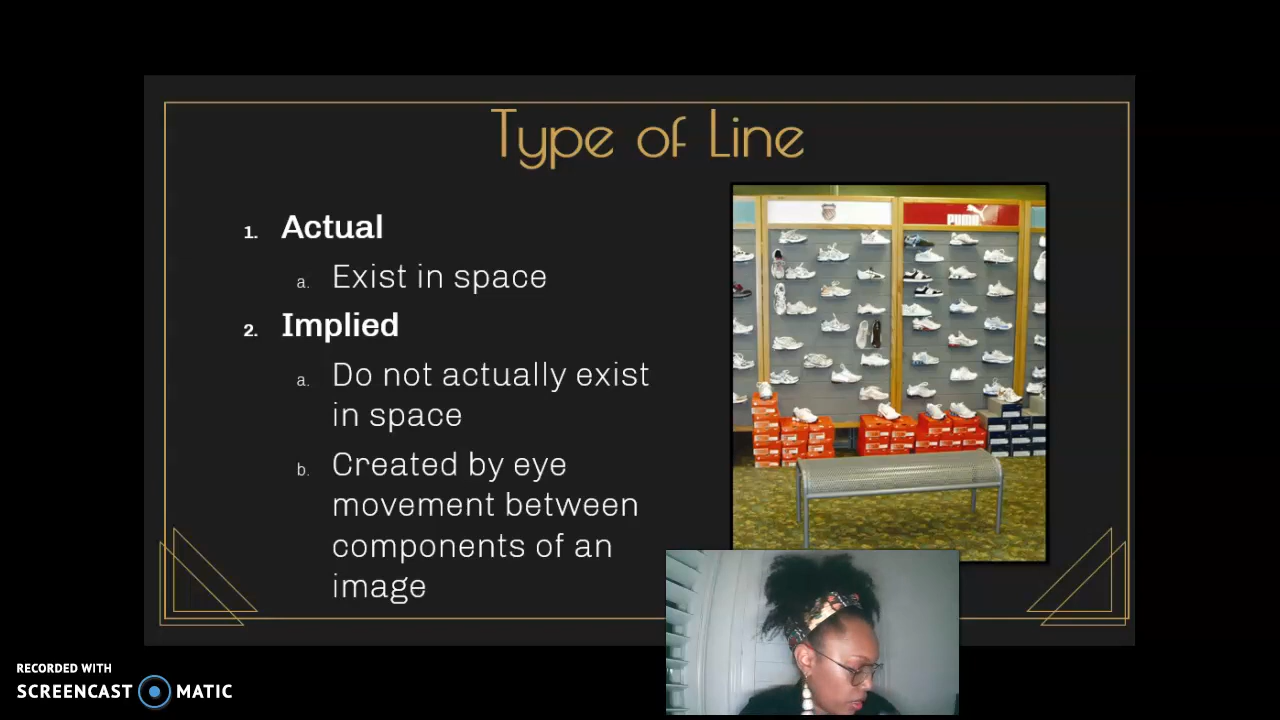 Type of Line
1. Actual
a. Exist in space
2. Implied
a. Do not actually exist
in space
b. Created by eye
movement between
components of an
image
PUMA
RECORDED WITH
SCREENCAST MATIC